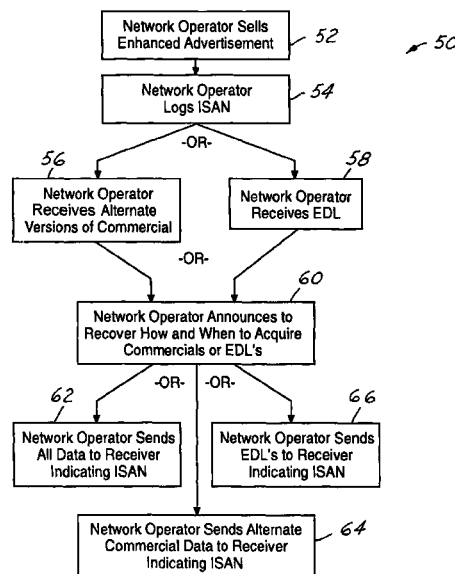 Network Operator Sells
Enhanced Advertisement
52
50
Network Operator
Logs ISAN
54
-OR-
56
58
Network Operator
Receives Alternate
Versions of Commercial
Network Operator
Receives EDL
-OR-
60
Network Operator Announces to
Recover How and When to Acquire
Commercials or EDL's
-OR-
-OR-
62
66
Network Operator Sends
All Data to Receiver
Indicating ISAN
Network Operator Sends
EDL's to Receiver
Indicating ISAN
Network Operator Sends Alternate
Commercial Data to Receiver
Indicating ISAN
64